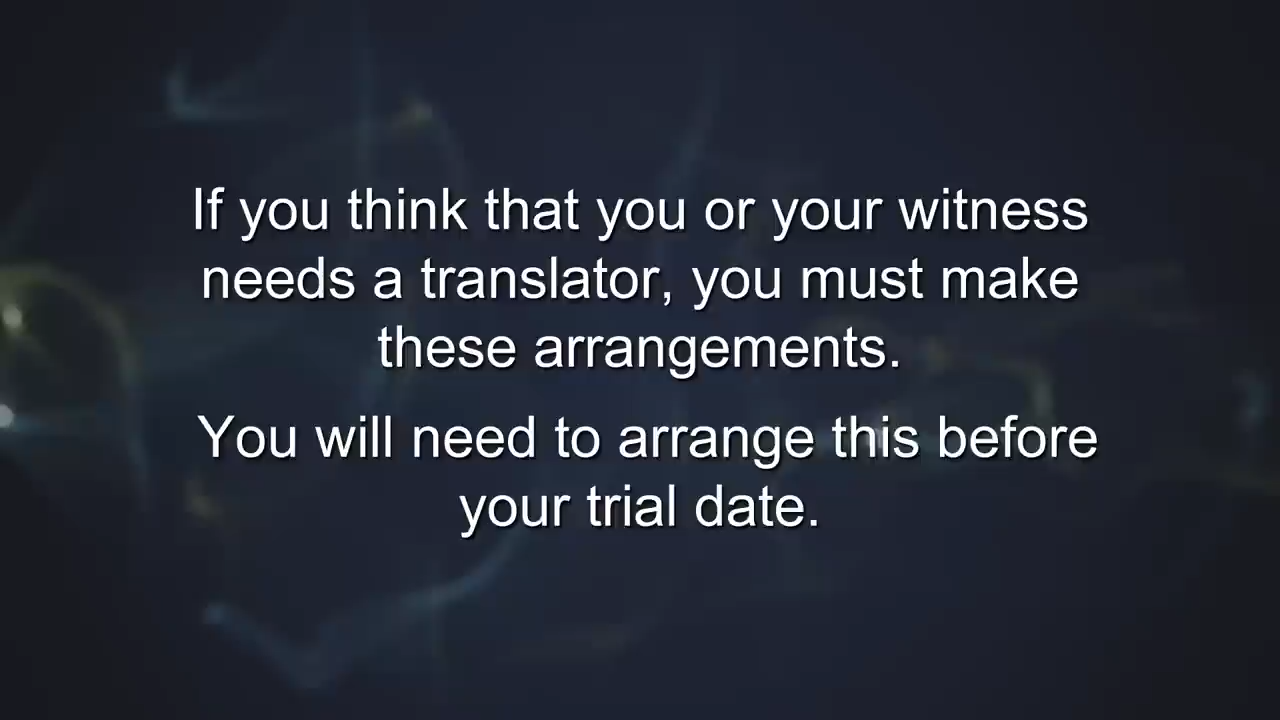 If you think that you or your witness
needs a translator, you must make
these arrangements.
You will need to arrange this before
your trial date.